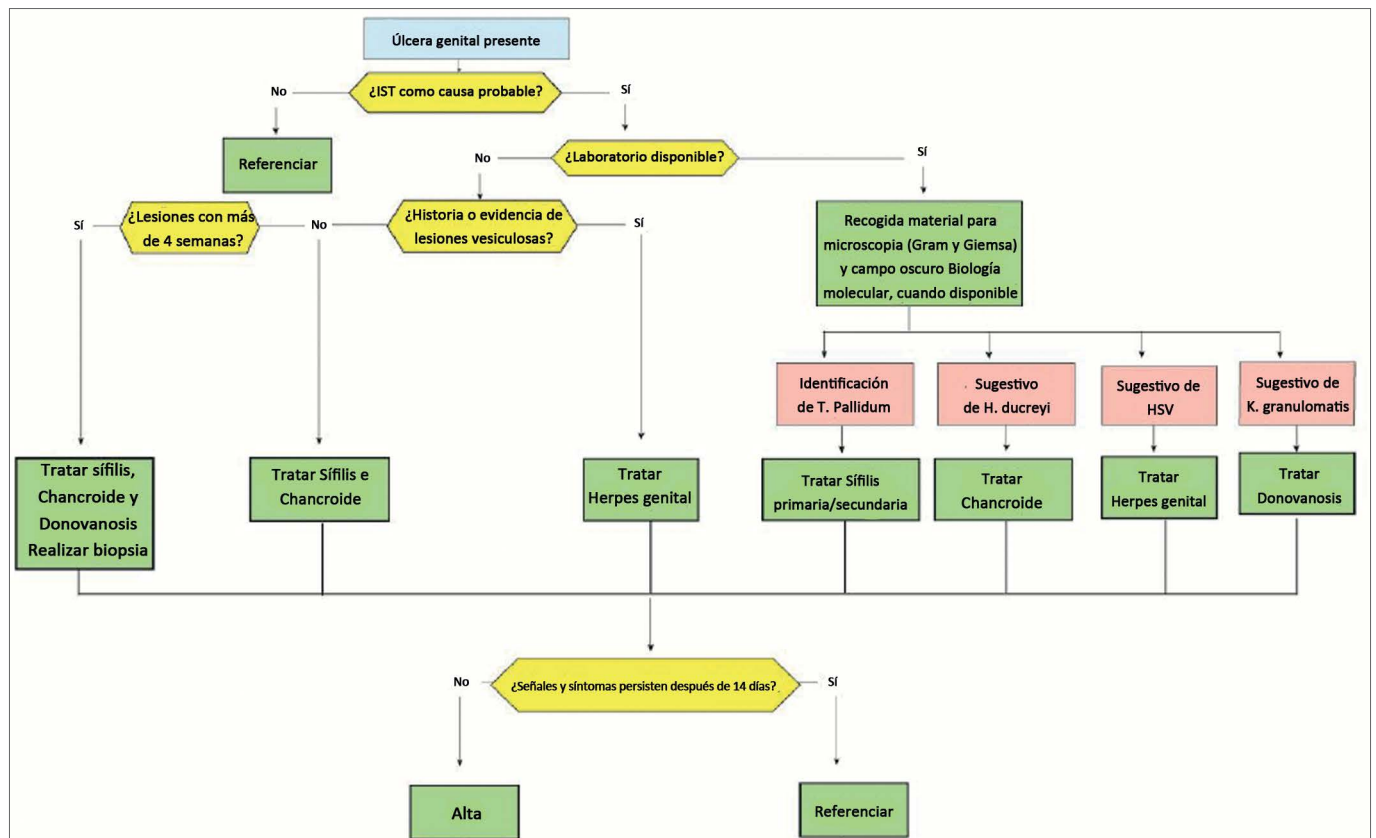 Úlcera genital presente
¿IST como causa probable?
No
Sí
Referenciar
¿Laboratorio disponible?
No
Sí
¿Lesiones con más
de 4 semanas?
Sí
No
¿Historia o evidencia de
lesiones vesiculosas?
Sí
Recogida material para
microscopia (Gram y Giemsa)
y campo oscuro Biología
molecular, cuando disponible
Identificación
de T. Pallidum
Sugestivo
de H. ducreyi
Sugestivo de
HSV
Sugestivo de
K. granulomatis
Tratar sífilis,
Chancroide y
Donovanosis
Realizar biopsia
Tratar Sífilis e
Chancroide
Tratar
Herpes genital
Tratar Sífilis
primaria/secundaria
Tratar
Chancroide
Tratar
Herpes genital
Tratar
Donovanosis
¿Señales y síntomas persisten después de 14 días?
No
Sí
Alta
Referenciar